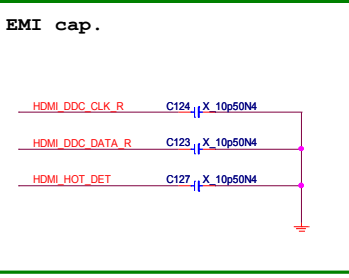 EMI cap.
HDMI_DDC_CLK_R C124 X_10p50N4
HDMI_DDC_DATA_R C123 X_10p50N4
HDMI_HOT_DET C127 X_10p50N4